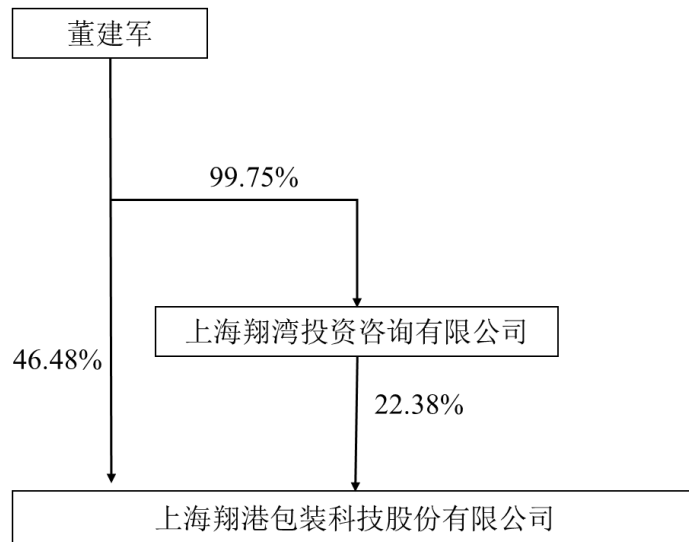 董建军
99.75%
上海翔湾投资咨询有限公司
46.48%
22.38%
上海翔港包装科技股份有限公司